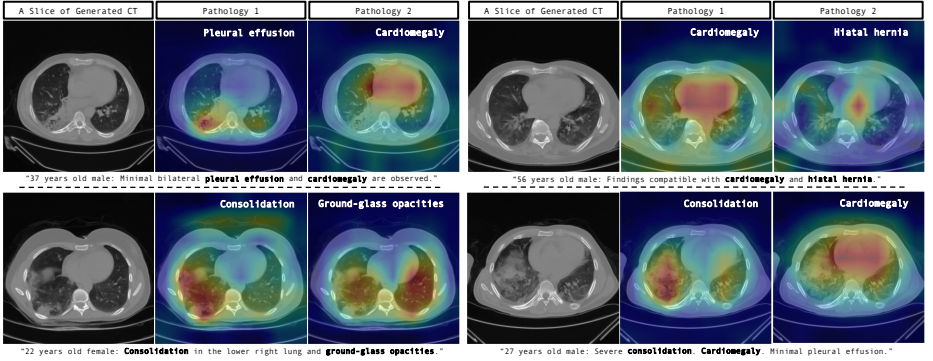 A Slice of Generated CT Pathology 1 Pathology 2
Pleural effusion Cardiomegaly
"37 years old male: Minimal bilateral pleural effusion and cardiomegaly are observed."
A Slice of Generated CT Pathology 1 Pathology 2
Cardiomegaly Hiatal hernia
"56 years old male: Findings compatible with cardiomegaly and hiatal hernia."
Consolidation Ground-glass opacities
"22 years old female: Consolidation in the lower right lung and ground-glass opacities."
Consolidation Cardiomegaly
"27 years old male: Severe consolidation. Cardiomegaly. Minimal pleural effusion."